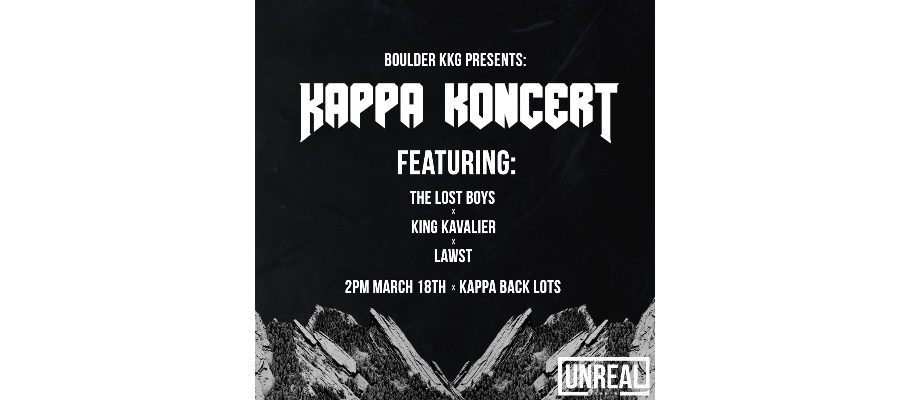 BOULDER KKG PRESENTS:
KAPPA KONCERT
FEATURING:
THE LOST BOYS
x
KING KAVALIER
x
LAWST
2PM MARCH 18TH x KAPPA BACK LOTS
UNREAL